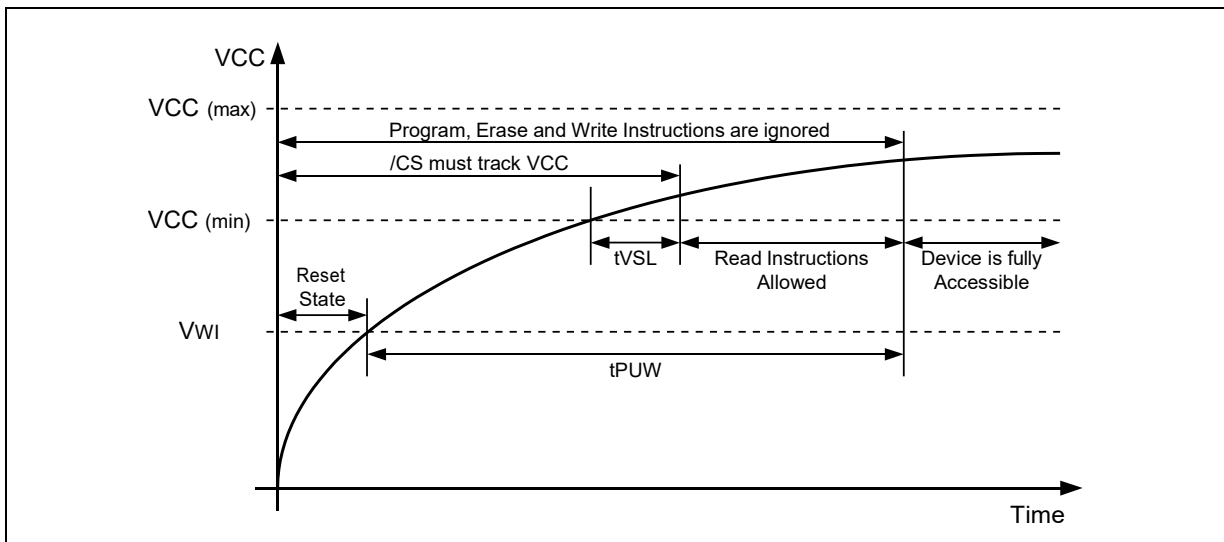 VCC
VCC (max)
Program, Erase and Write Instructions are ignored
/CS must track VCC
VCC (min)
tVSL
Read Instructions
Allowed
Device is fully
Accessible
Reset
State
VWI
tPUW
Time